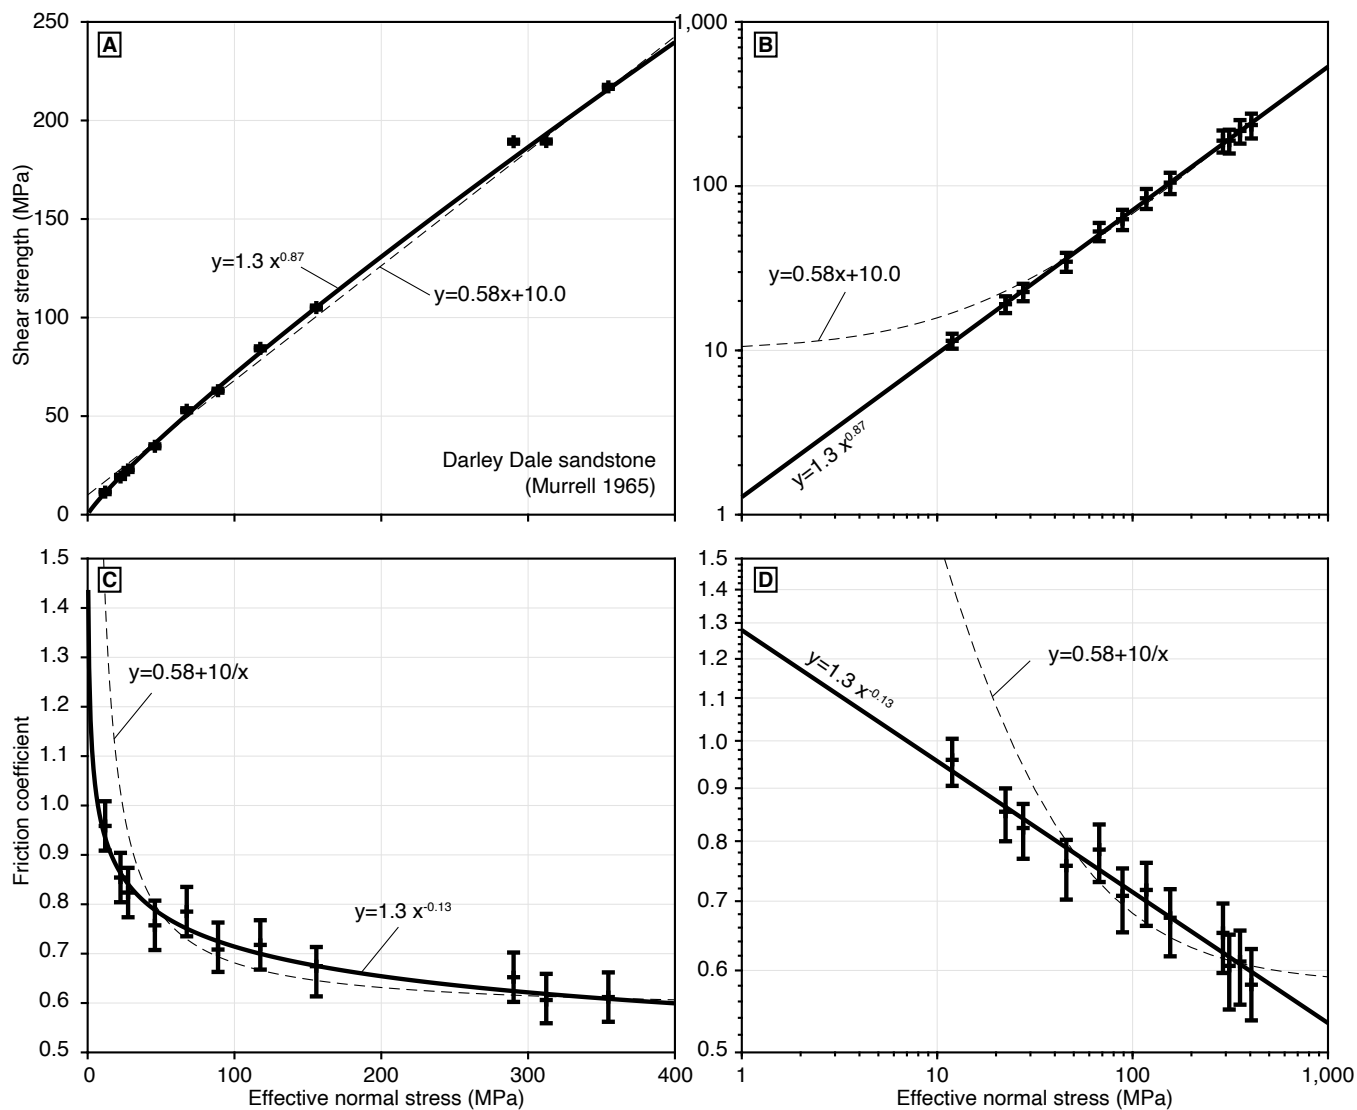 A
250
200
150
100
50
0
Shear strength (MPa)
y=1.3 x^0.87
y=0.58x+10.0
Darley Dale sandstone
(Murrell 1965)
B
1,000
100
10
1
y=0.58x+10.0
y=1.3 x^0.87
C
1.5
1.4
1.3
1.2
1.1
1.0
0.9
0.8
0.7
0.6
0.5
Friction coefficient
y=0.58+10/x
y=1.3 x^-0.13
0 100 200 300 400
Effective normal stress (MPa)
D
1.5
1.4
1.3
1.2
1.1
1.0
0.9
0.8
0.7
0.6
0.5
y=1.3 x^-0.13
y=0.58+10/x
1 10 100 1,000
Effective normal stress (MPa)